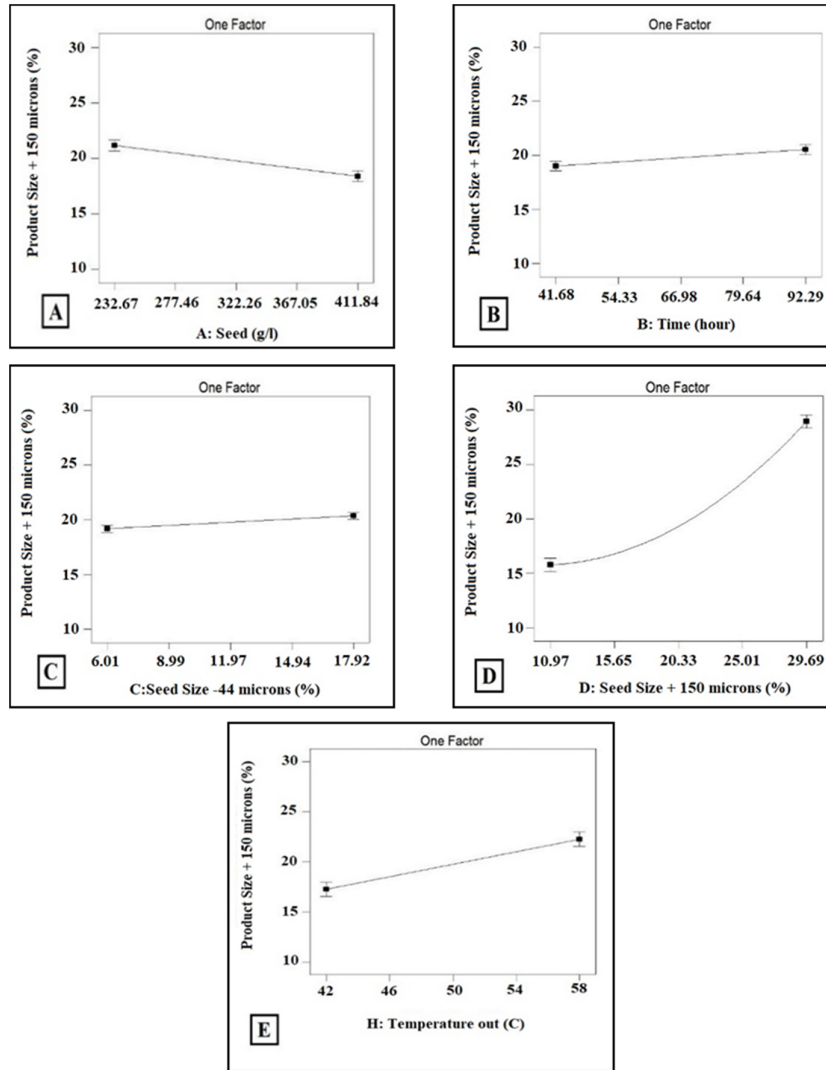 One Factor
Product Size + 150 microns (%)
30
25
20
15
10
232.67 277.46 322.26 367.05 411.84
A
A: Seed (g/l)
One Factor
Product Size + 150 microns (%)
30
25
20
15
10
41.68 54.33 66.98 79.64 92.29
B
B: Time (hour)
One Factor
Product Size + 150 microns (%)
30
25
20
15
10
6.01 8.99 11.97 14.94 17.92
C
C:Seed Size -44 microns (%)
One Factor
Product Size + 150 microns (%)
30
25
20
15
10
10.97 15.65 20.33 25.01 29.69
D
D: Seed Size + 150 microns (%)
One Factor
Product Size + 150 microns (%)
30
25
20
15
10
42 46 50 54 58
E
H: Temperature out (C)